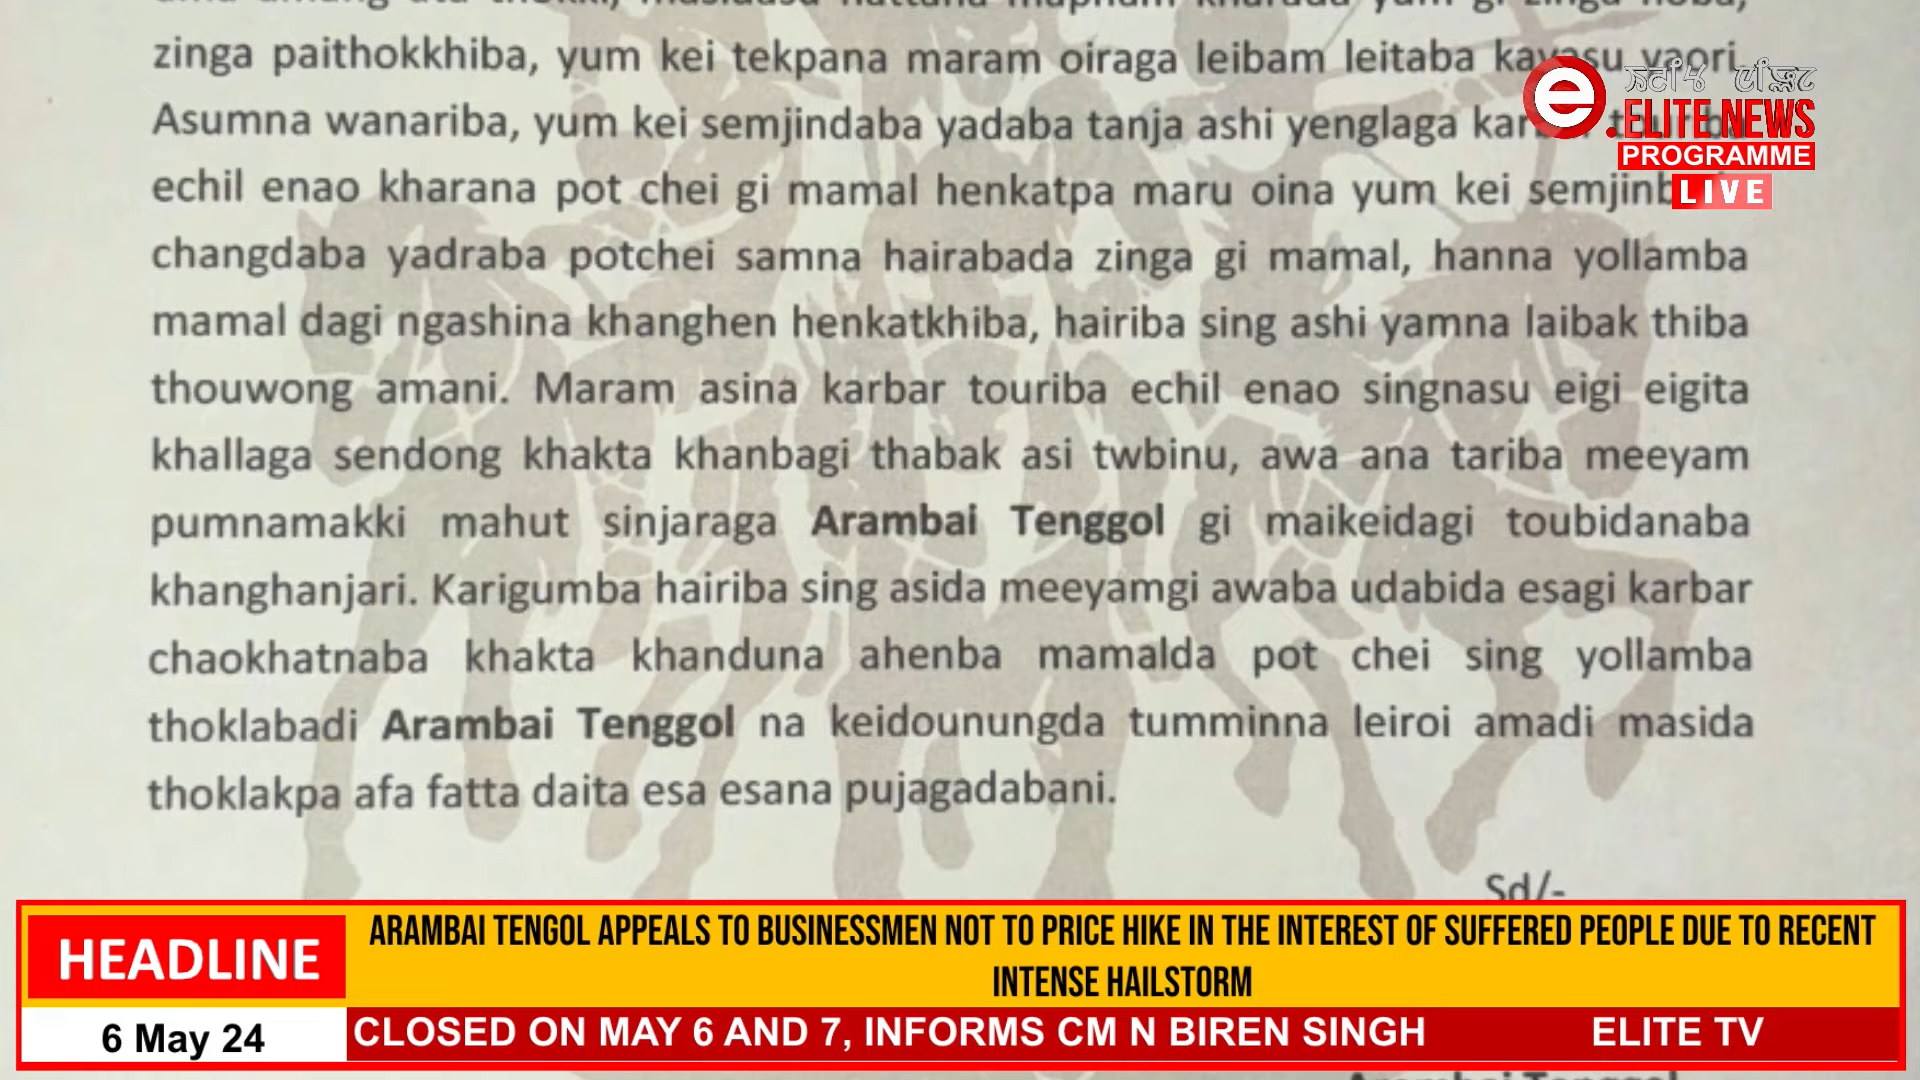 zinga paithokkhiba, yum kei tekpana maram oiraga leibam leitaba kayasu yaori.
Asumna wanariba, yum kei semjindaba yadaba tanja ashi yenglaga
echil enao kharana pot chei gi mamal henkatpa maru oina yum kei
changdaba yadraba potchei samna hairabada zinga gi mamal, hanna yollamba
mamal dagi ngashina khanghen henkatkhiba, hairiba sing ashi yamna laibak thiba
thouwong amani. Maram asina karbar touriba echil enao singnasu eigi eigita
khallaga sendong khakta khanbagi thabak asi twbinu, awa ana tariba meeyam
pumnamakki mahut sinjaraga Arambai Tenggol gi maikeidagi toubidanaba
khanghanjari. Karigumba hairiba sing asida meeyamgi awaba udabida esagi karbar
chaokhatnaba khakta khanduna ahenba mamalda pot chei sing yollamba
thoklabadi Arambai Tenggol na keidounungda tumminna leiroi amadi masida
thoklakpa afa fatta daita esa esana pujagadabani.
Sd/-
e
.ELITE NEWS
PROGRAMME
LIVE
HEADLINE
ARAMBAI TENGOL APPEALS TO BUSINESSMEN NOT TO PRICE HIKE IN THE INTEREST OF SUFFERED PEOPLE DUE TO RECENT
INTENSE HAILSTORM
6 May 24
CLOSED ON MAY 6 AND 7, INFORMS CM N BIREN SINGH
ELITE TV